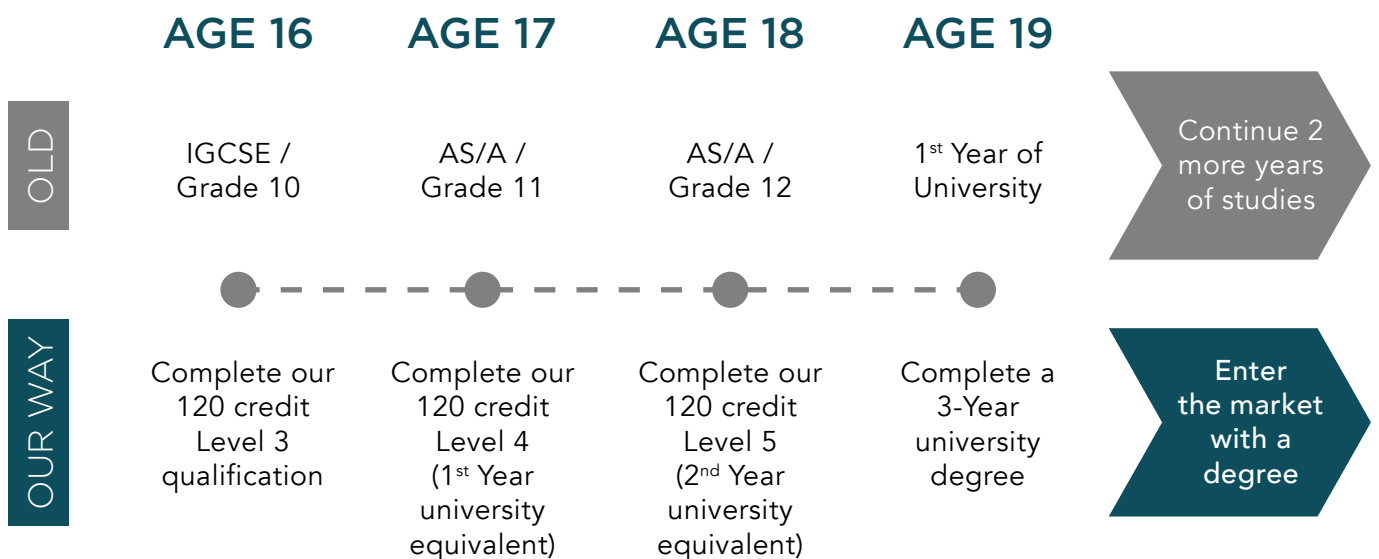 AGE 16
AGE 17
AGE 18
AGE 19
OLD
IGCSE /
Grade 10
AS/A /
Grade 11
AS/A /
Grade 12
1st Year of
University
Continue 2
more years
of studies
OUR WAY
Complete our
120 credit
Level 3
qualification
Complete our
120 credit
Level 4
(1st Year
university
equivalent)
Complete our
120 credit
Level 5
(2nd Year
university
equivalent)
Complete a
3-Year
university
degree
Enter
the market
with a
degree